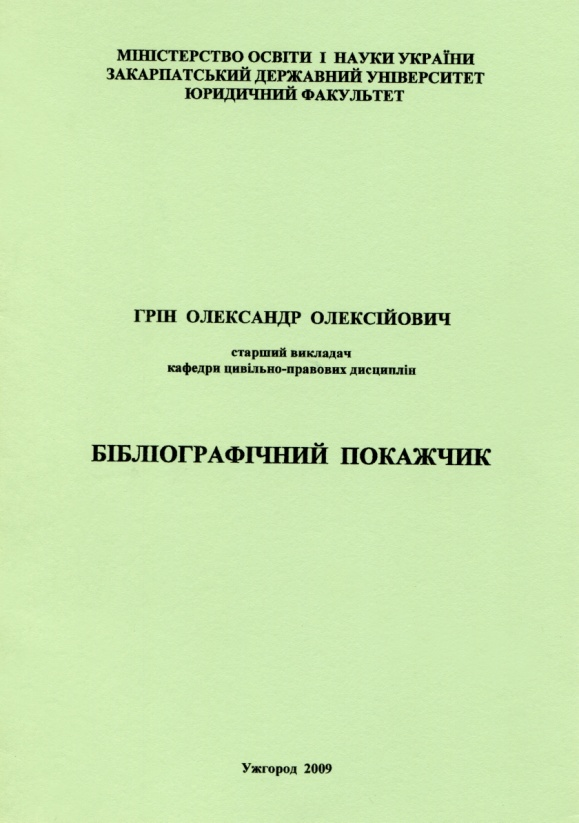 МІНІСТЕРСТВО ОСВІТИ І НАУКИ УКРАЇНИ
ЗАКАРПАТСЬКИЙ ДЕРЖАВНИЙ УНІВЕРСИТЕТ
ЮРИДИЧНИЙ ФАКУЛЬТЕТ
ГРІН ОЛЕКСАНДР ОЛЕКСІЙОВИЧ
старший викладач
кафедри цивільно-правових дисциплін
БІБЛІОГРАФІЧНИЙ ПОКАЖЧИК
Ужгород 2009